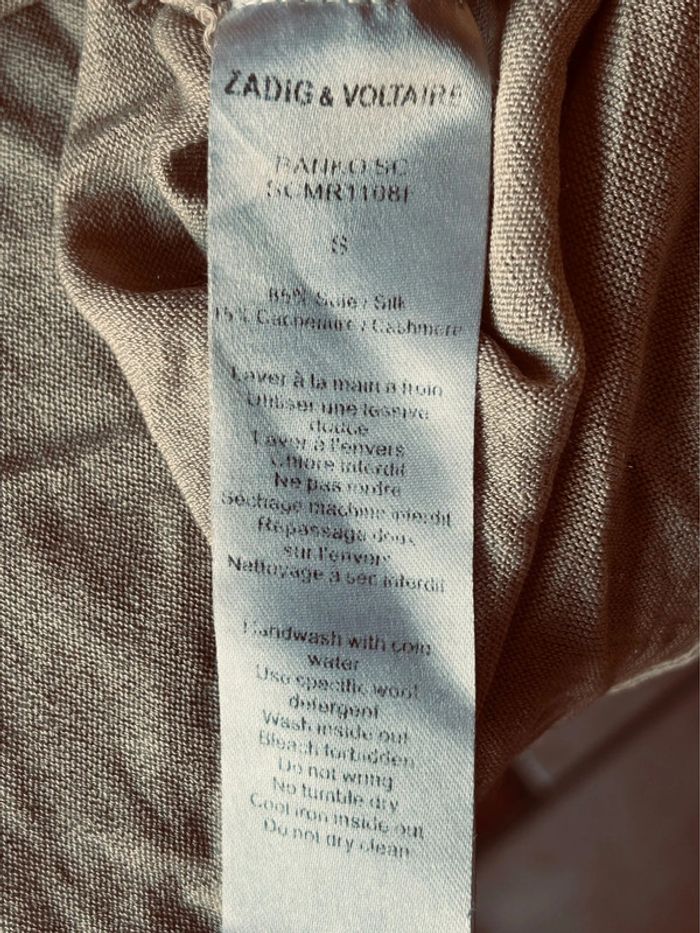 ZADIG & VOLTAIRE
BANKO SC
SCMR1108F
S
85% Soie / Silk
15% Cachemire / Cashmere
Laver à la main à froid
Utiliser une lessive
douce
Laver à l'envers
Chlore interdit
Ne pas tordre
Séchage machine interdit
Repassage doux
sur l'envers
Nettoyage à sec interdit
Handwash with cold
water
Use specific wool
detergent
Wash inside out
Bleach forbidden
Do not wring
No tumble dry
Cool iron inside out
Do not dry clean